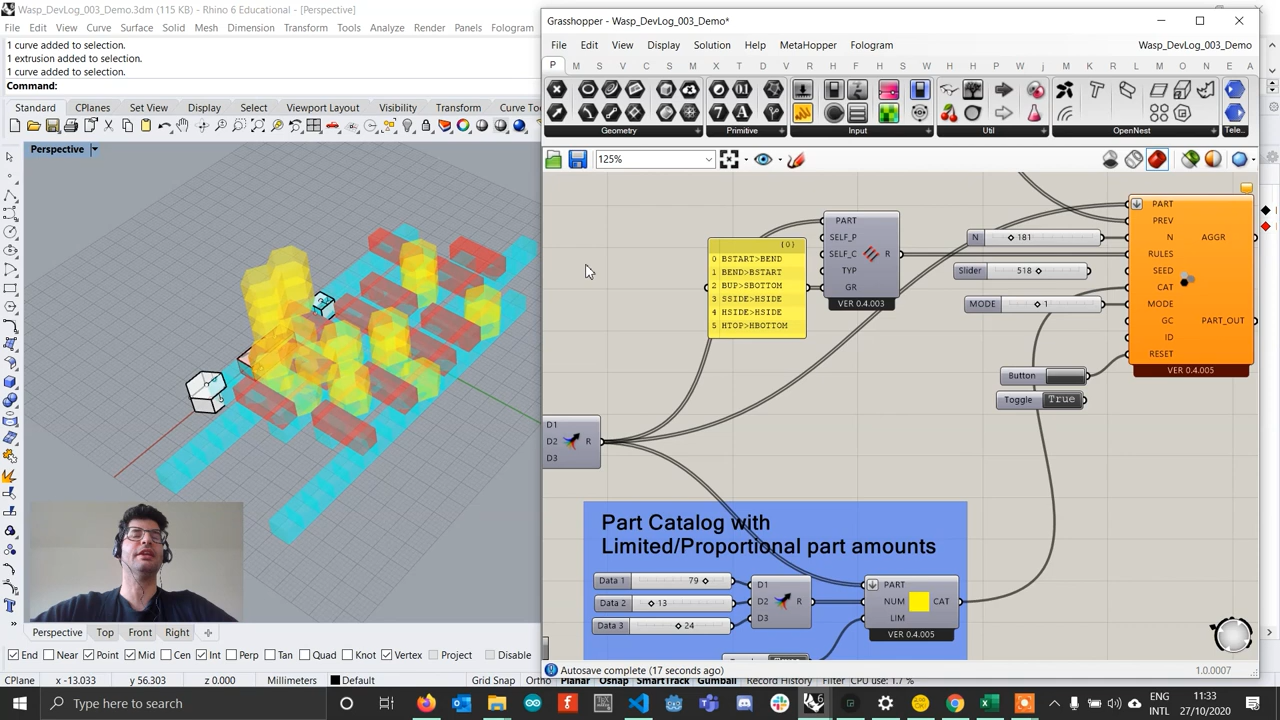 Wasp_DevLog_003_Demo.3dm (115 KB) - Rhino 6 Educational - [Perspective]
File Edit View Curve Surface Solid Mesh Dimension Transform Tools Analyze Render Panels Fologram
1 curve added to selection.
1 extrusion added to selection.
1 curve added to selection.
Command:
Standard CPlanes Set View Display Select Viewport Layout Visibility Transform Curve To
Perspective
Perspective Top Front Right
End Near Point Mid Cen Int Perp Tan Quad Knot Vertex Project Disable
CPlane x -13.033 y 56.303 z 0.000 Millimeters Default Grid Snap Ortho Planar Osnap SmartTrack Gumball Record History Filter CPU use: 1.7 %
Grasshopper - Wasp_DevLog_003_Demo*
File Edit View Display Solution Help MetaHopper Fologram Wasp_DevLog_003_Demo
P M S V C S M X T D V A R L K B H S W j M K H N P W R L M A O U N E A
Geometry Primitive Input Util OpenNest Tele...
125%
{0}
0 BSTART>BEND
1 BEND>BSTART
2 BUP>SBOTTOM
3 SSIDE>HSIDE
4 HSIDE>HSIDE
5 HTOP>HBOTTOM
PART
SELF_P
SELF_C
TYP
GR
R
VER 0.4.003
N 181
Slider 518
MODE 1
Button
Toggle True
PART
PREV
N
RULES
SEED
CAT
MODE
GC
ID
RESET
AGGR
PART_OUT
VER 0.4.005
D1
D2
D3
R
Part Catalog with
Limited/Proportional part amounts
Data 1 79
Data 2 13
Data 3 24
D1
D2
D3
R
PART
NUM
LIM
CAT
VER 0.4.005
Autosave complete (17 seconds ago)
1.0.0007
Type here to search
ENG
INTL
11:33
27/10/2020